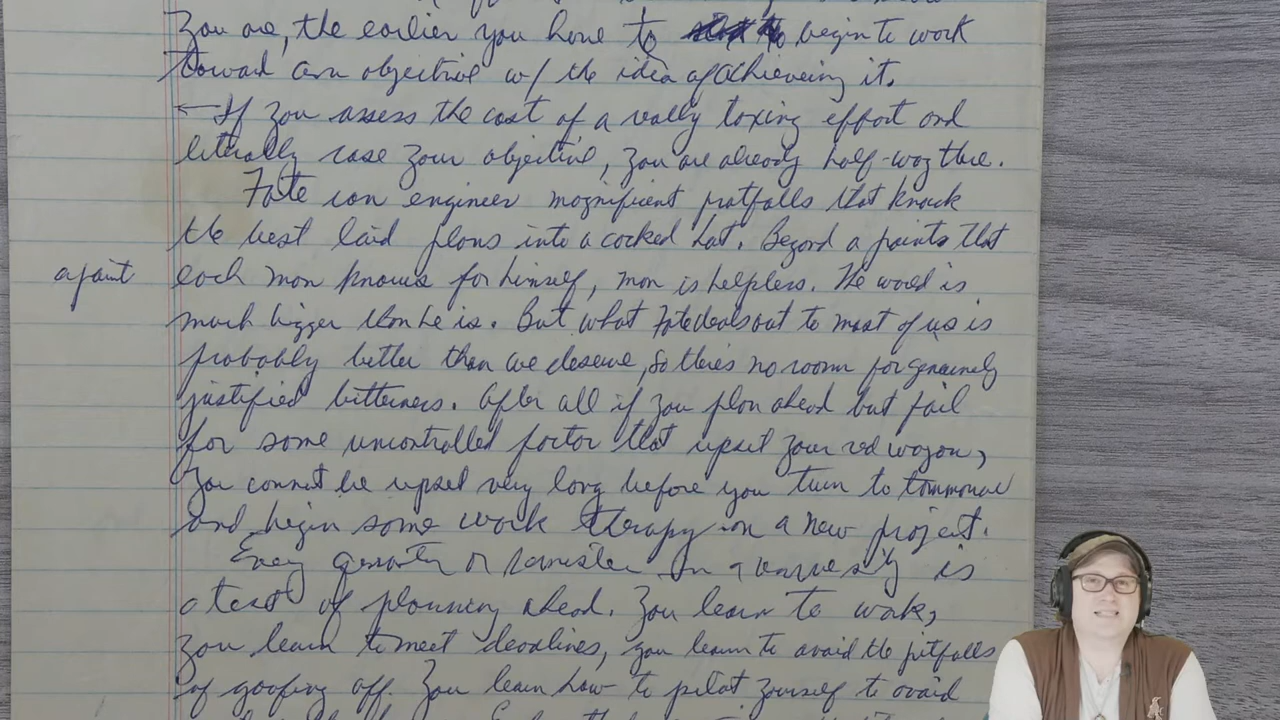 you are, the earlier you have to begin to work
toward an objective w/ the idea of achieveing it.
← If you assess the cost of a really taxing effort and
literally case your objective, you are already half-way there.
Fate can engineer magnificent pratfalls that knock
the best laid plans into a cocked hat. Beyond a points that
a point
each man knows for himself, man is helpless. The world is
much bigger than he is. But what Fate deals out to most of us is
probably better than we deserve, so there's no room for genuinely
justified bitterness. After all if you plan ahead but fail
for some uncontrolled factor that upset your red wagon,
you cannot be upset very long before you turn to tommorrow
and begin some work therapy on a new project.
Every quarter or semester in a university is
a test of planning ahead. You learn to work,
you learn to meet deadlines, you learn to avoid the pitfalls
of goofing off. You learn how to pilot yourself to avoid